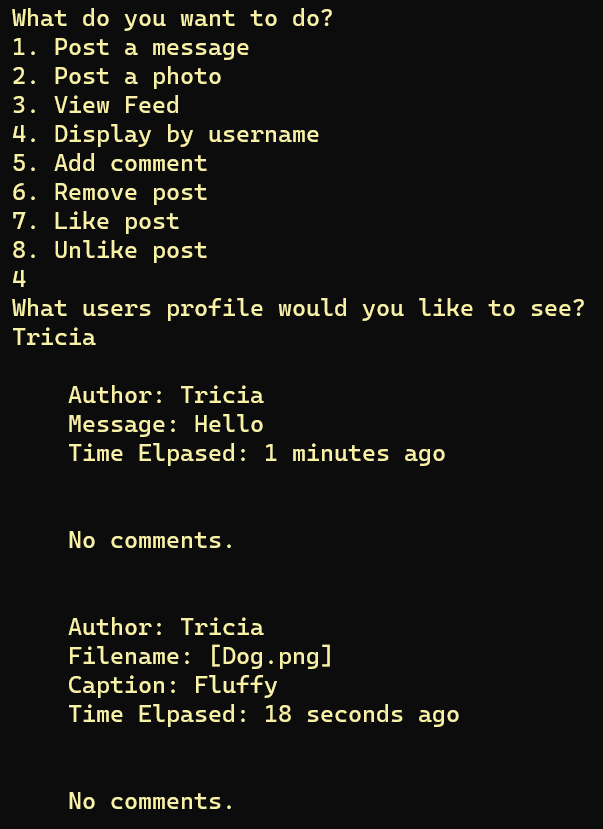 What do you want to do?
1. Post a message
2. Post a photo
3. View Feed
4. Display by username
5. Add comment
6. Remove post
7. Like post
8. Unlike post
4
What users profile would you like to see?
Tricia
Author: Tricia
Message: Hello
Time Elpased: 1 minutes ago
No comments.
Author: Tricia
Filename: [Dog.png]
Caption: Fluffy
Time Elpased: 18 seconds ago
No comments.